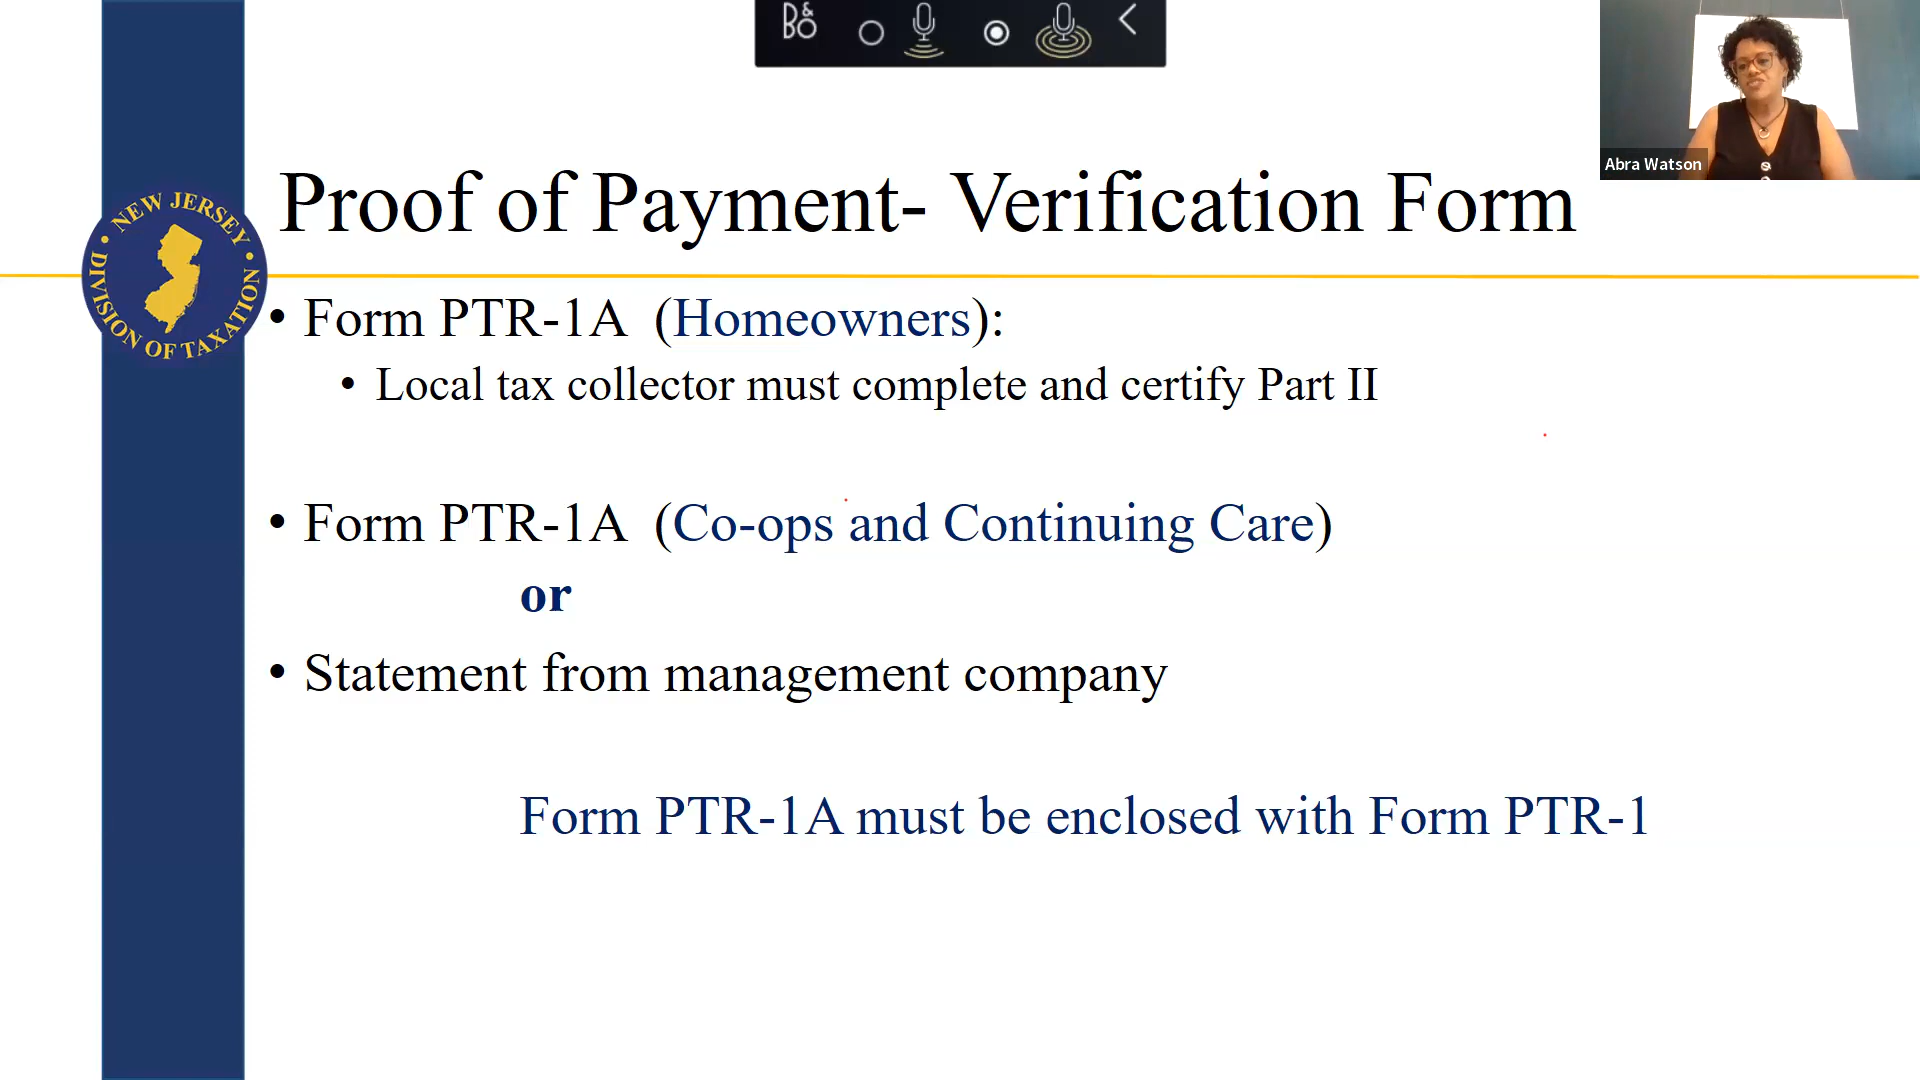 B&O
Abra Watson
Proof of Payment- Verification Form
NEW JERSEY
DIVISION OF TAXATION
• Form PTR-1A (Homeowners):
• Local tax collector must complete and certify Part II
• Form PTR-1A (Co-ops and Continuing Care)
or
• Statement from management company
Form PTR-1A must be enclosed with Form PTR-1